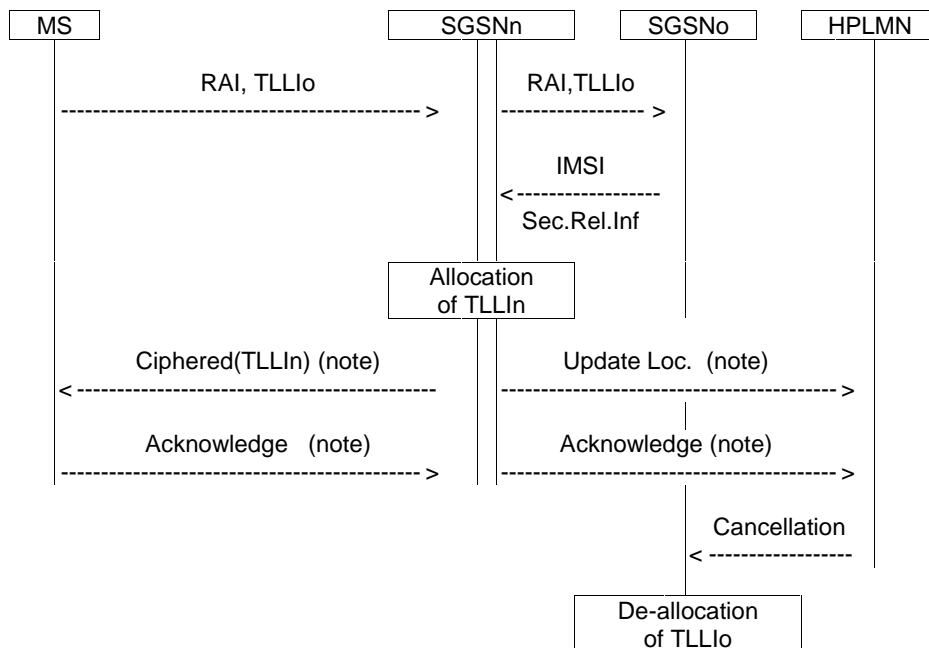 MS SGSNn SGSNo HPLMN
RAI, TLLIo RAI,TLLIo
------------------------------------------- > ----------------- >
IMSI
< ------------------
Sec.Rel.Inf
Allocation
of TLLIn
Ciphered(TLLIn) (note) Update Loc. (note)
< ------------------------------------------- ---------------------------------------- >
Acknowledge (note) Acknowledge (note)
------------------------------------------- > ---------------------------------------- >
Cancellation
< -----------------
De-allocation
of TLLIo